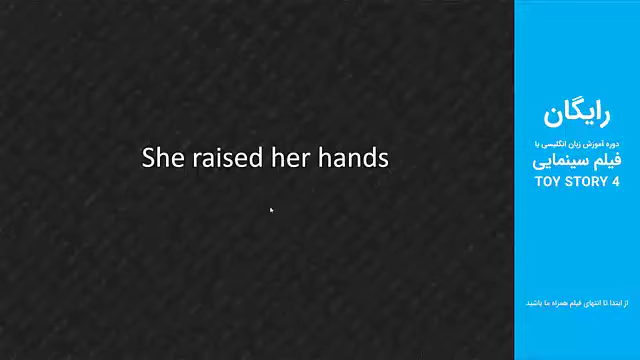 She raised her hands
رایگان
دوره آموزش زبان انگلیسی با
فیلم سینمایی
TOY STORY 4
از ابتدا تا انتهای فیلم همراه ما باشید